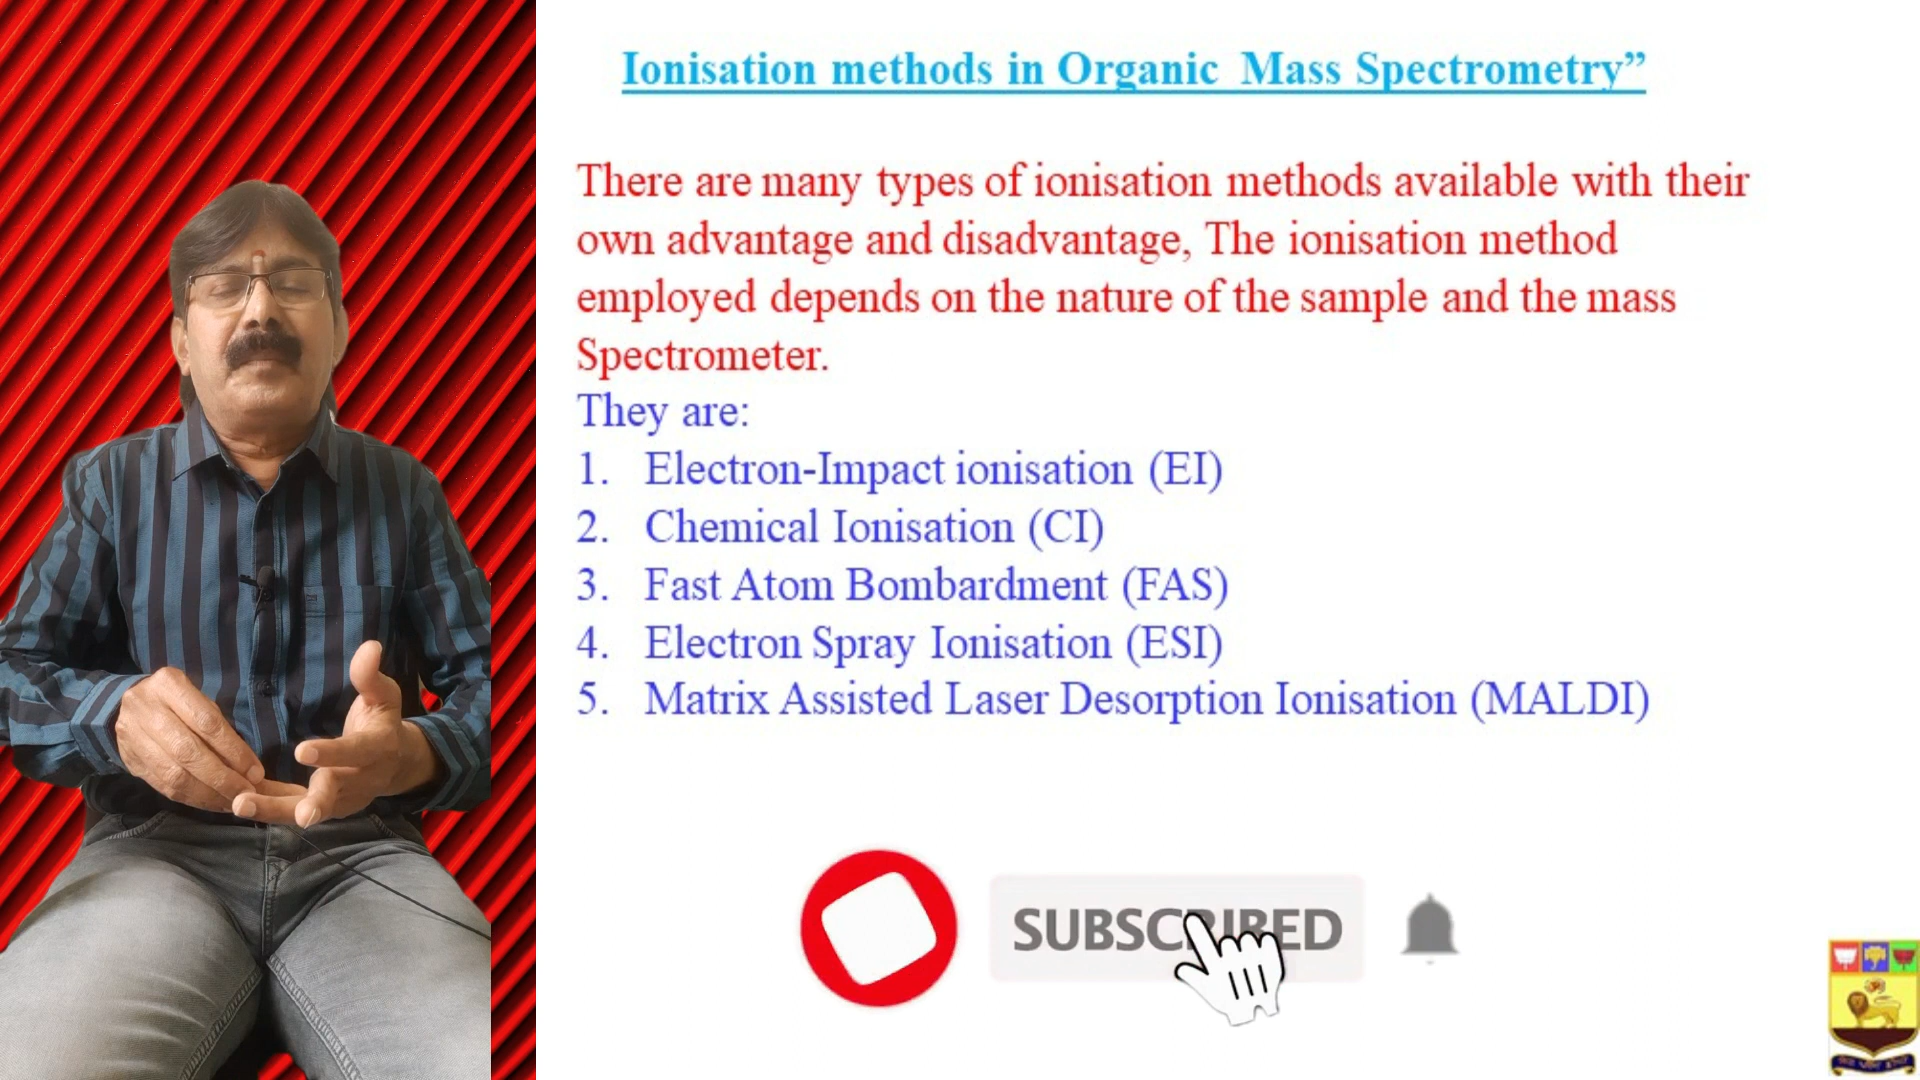 Ionisation methods in Organic Mass Spectrometry”
There are many types of ionisation methods available with their
own advantage and disadvantage, The ionisation method
employed depends on the nature of the sample and the mass
Spectrometer.
They are:
1. Electron-Impact ionisation (EI)
2. Chemical Ionisation (CI)
3. Fast Atom Bombardment (FAS)
4. Electron Spray Ionisation (ESI)
5. Matrix Assisted Laser Desorption Ionisation (MALDI)
SUBSCRIBED